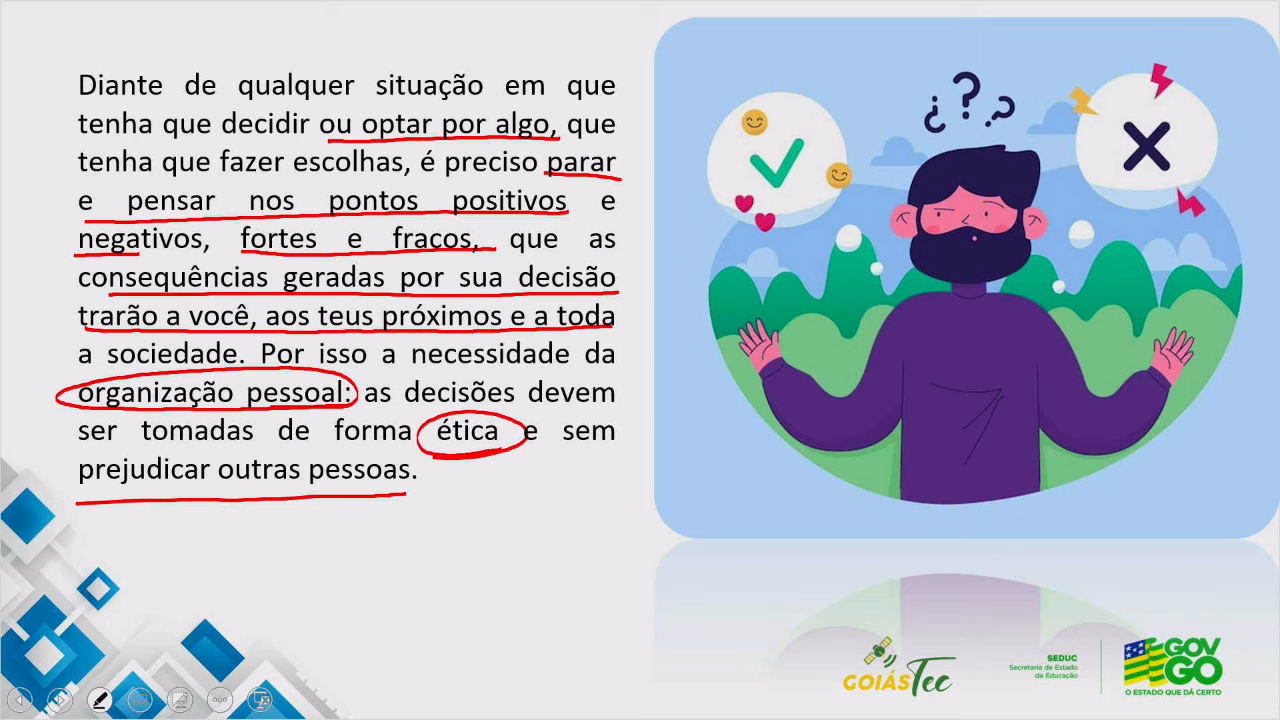 Diante de qualquer situação em que
tenha que decidir ou optar por algo, que
tenha que fazer escolhas, é preciso parar
e pensar nos pontos positivos e
negativos, fortes e fracos, que as
consequências geradas por sua decisão
trarão a você, aos teus próximos e a toda
a sociedade. Por isso a necessidade da
organização pessoal: as decisões devem
ser tomadas de forma ética e sem
prejudicar outras pessoas.
¿???
GOIÁSTec
SEDUC
Secretaria de Estado
da Educação
GOV
GO
O ESTADO QUE DÁ CERTO